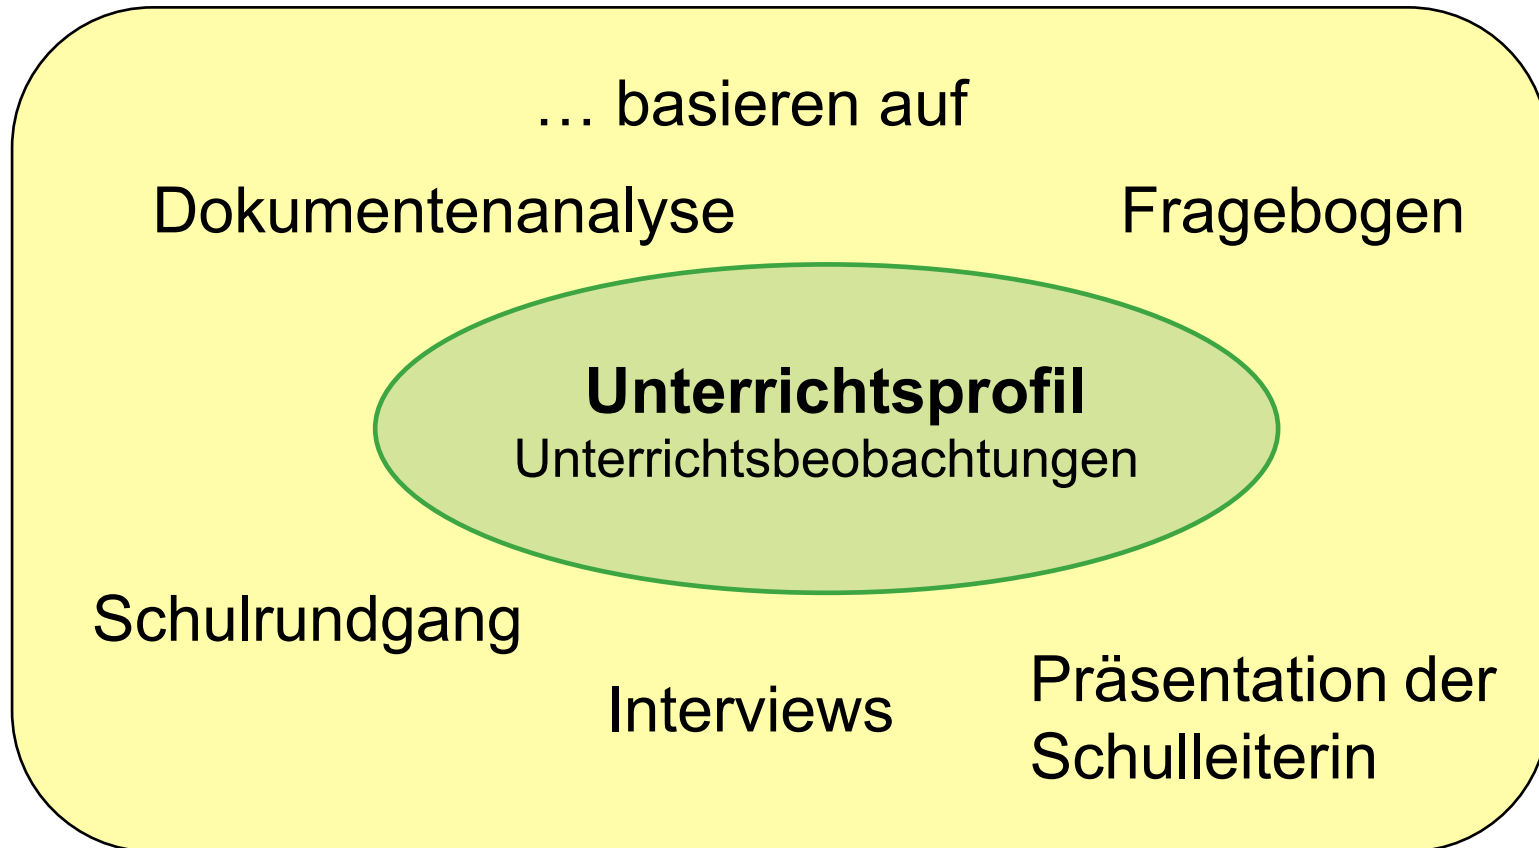 … basieren auf
Dokumentenanalyse
Fragebogen
Unterrichtsprofil
Unterrichtsbeobachtungen
Schulrundgang
Interviews
Präsentation der
Schulleiterin